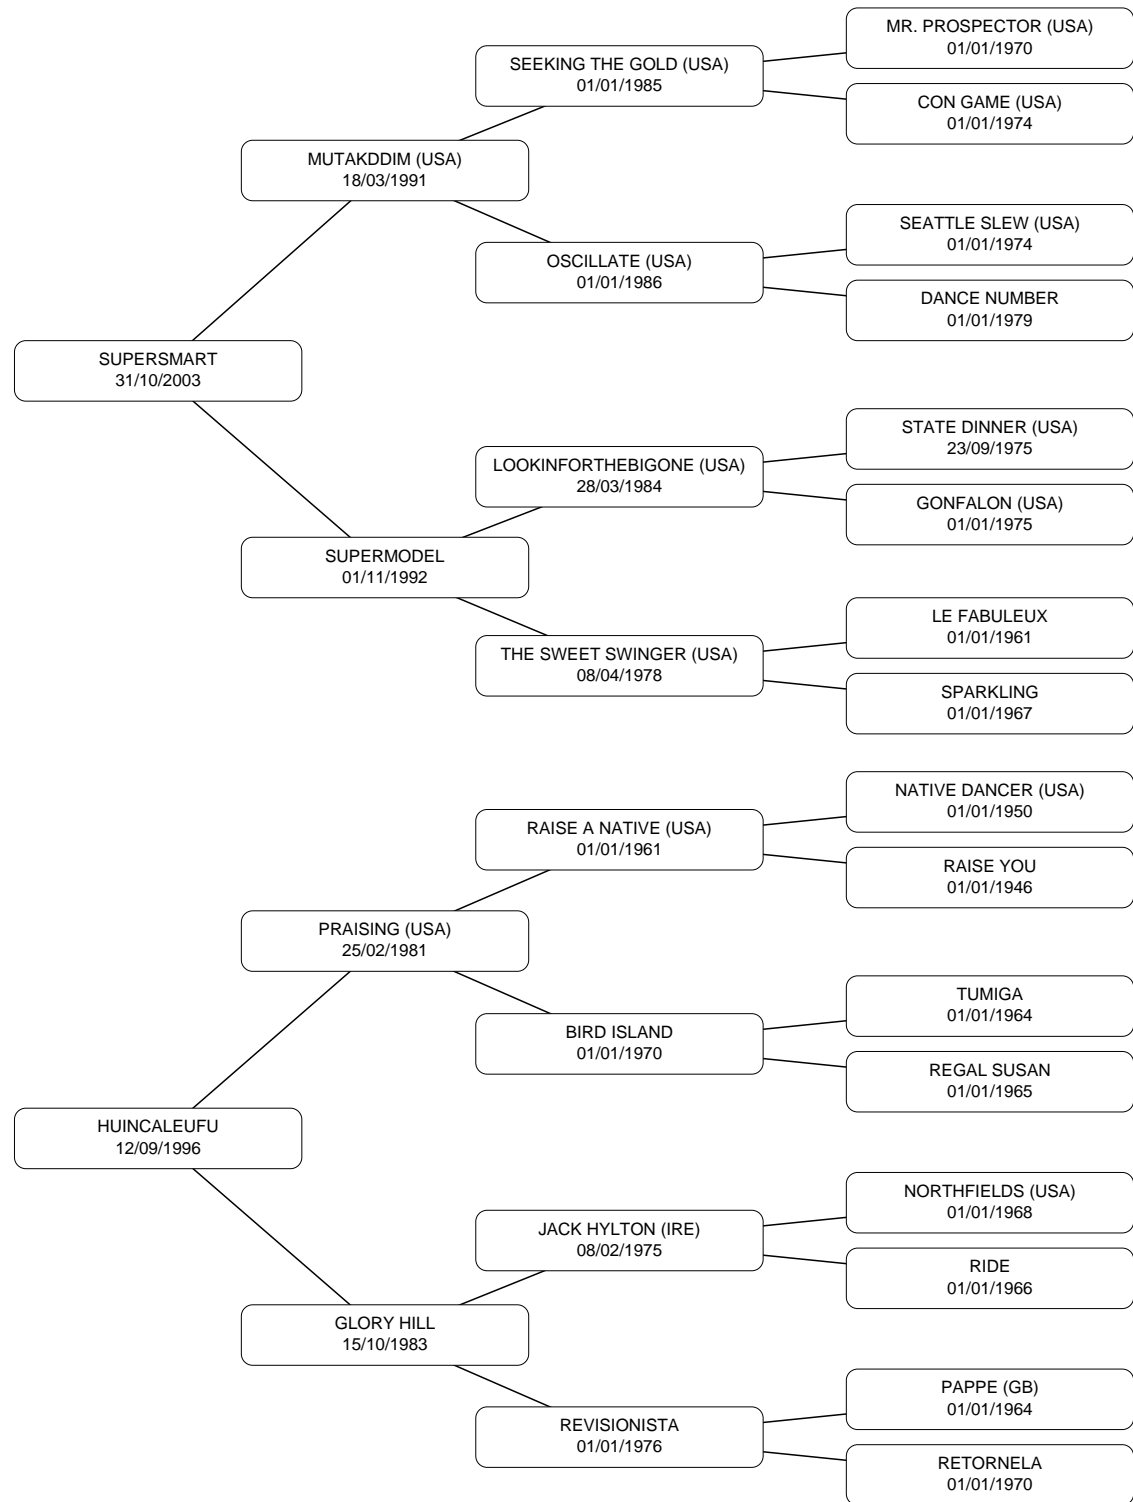 MR. PROSPECTOR (USA)
01/01/1970
SEEKING THE GOLD (USA)
01/01/1985
CON GAME (USA)
01/01/1974
MUTAKDDIM (USA)
18/03/1991
SEATTLE SLEW (USA)
01/01/1974
OSCILLATE (USA)
01/01/1986
DANCE NUMBER
01/01/1979
SUPERSMART
31/10/2003
STATE DINNER (USA)
23/09/1975
LOOKINFORTHEBIGONE (USA)
28/03/1984
GONFALON (USA)
01/01/1975
SUPERMODEL
01/11/1992
LE FABULEUX
01/01/1961
THE SWEET SWINGER (USA)
08/04/1978
SPARKLING
01/01/1967
NATIVE DANCER (USA)
01/01/1950
RAISE A NATIVE (USA)
01/01/1961
RAISE YOU
01/01/1946
PRAISING (USA)
25/02/1981
TUMIGA
01/01/1964
BIRD ISLAND
01/01/1970
REGAL SUSAN
01/01/1965
HUINCALEUFU
12/09/1996
NORTHFIELDS (USA)
01/01/1968
JACK HYLTON (IRE)
08/02/1975
RIDE
01/01/1966
GLORY HILL
15/10/1983
PAPPE (GB)
01/01/1964
REVISIONISTA
01/01/1976
RETORNELA
01/01/1970